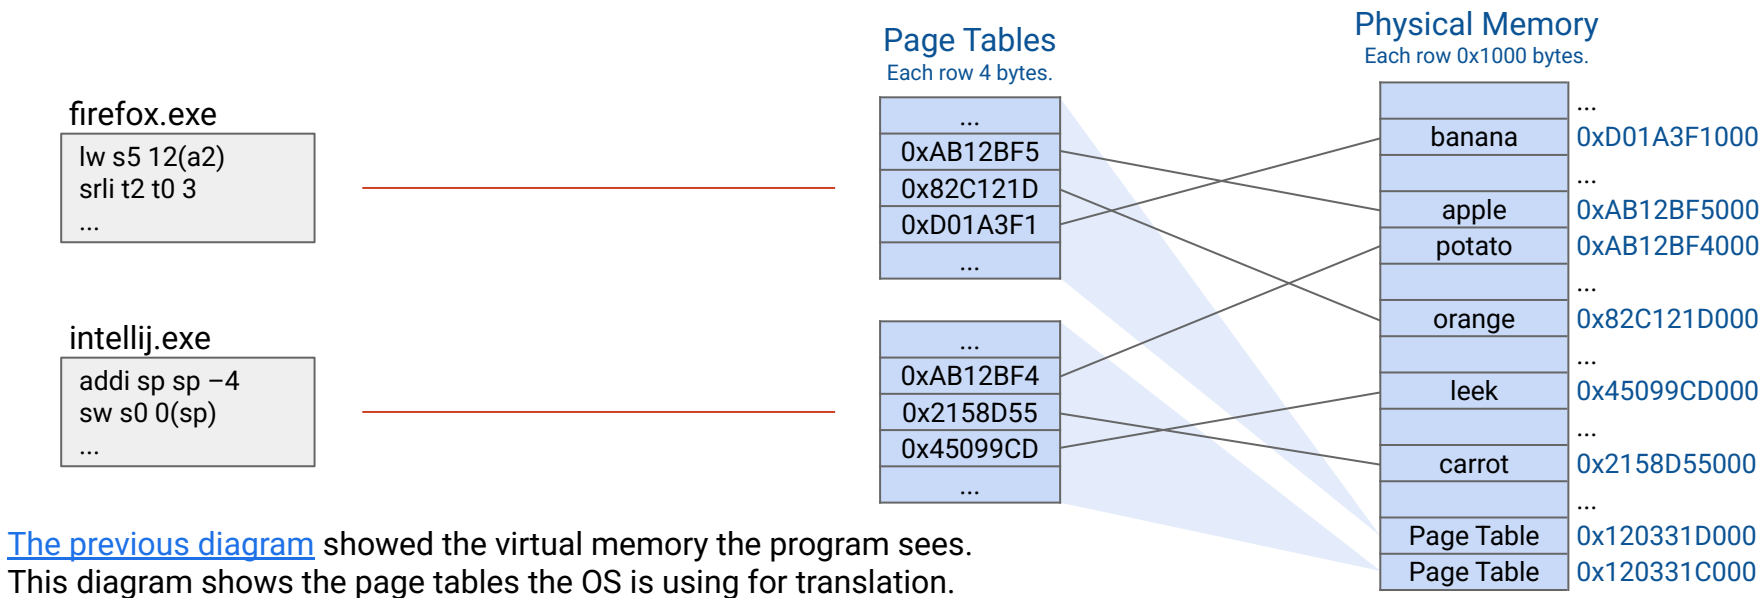 firefox.exe
lw s5 12(a2)
srli t2 t0 3
...
intellij.exe
addi sp sp −4
sw s0 0(sp)
...
Page Tables
Each row 4 bytes.
...
0xAB12BF5
0x82C121D
0xD01A3F1
...
...
0xAB12BF4
0x2158D55
0x45099CD
...
Physical Memory
Each row 0x1000 bytes.
...
banana 0xD01A3F1000
...
apple 0xAB12BF5000
potato 0xAB12BF4000
...
orange 0x82C121D000
...
leek 0x45099CD000
...
carrot 0x2158D55000
...
Page Table 0x120331D000
Page Table 0x120331C000
The previous diagram showed the virtual memory the program sees.
This diagram shows the page tables the OS is using for translation.